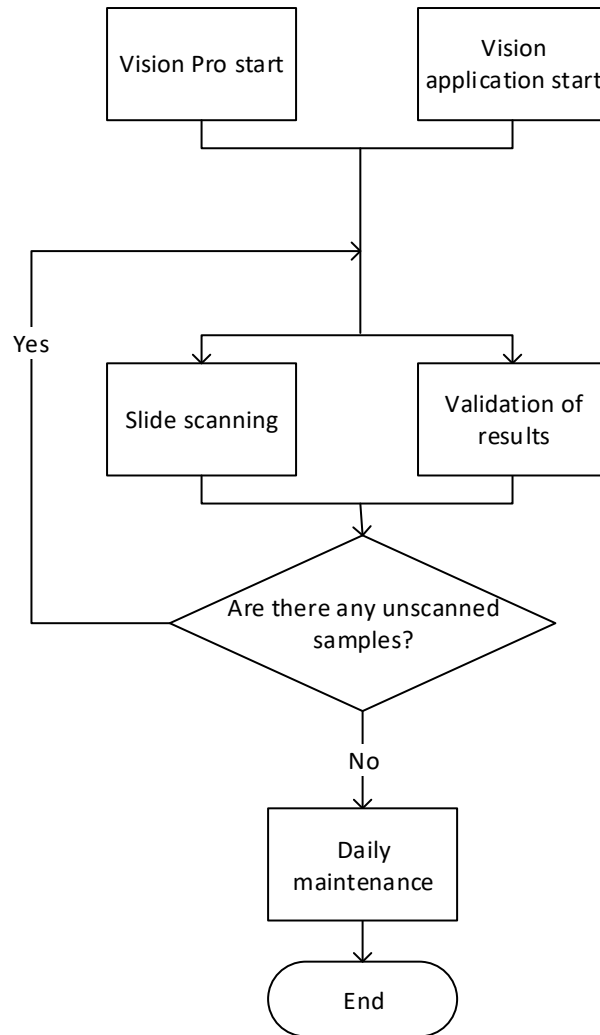 Vision Pro start
Vision
application start
Yes
Slide scanning
Validation of
results
Are there any unscanned
samples?
No
Daily
maintenance
End